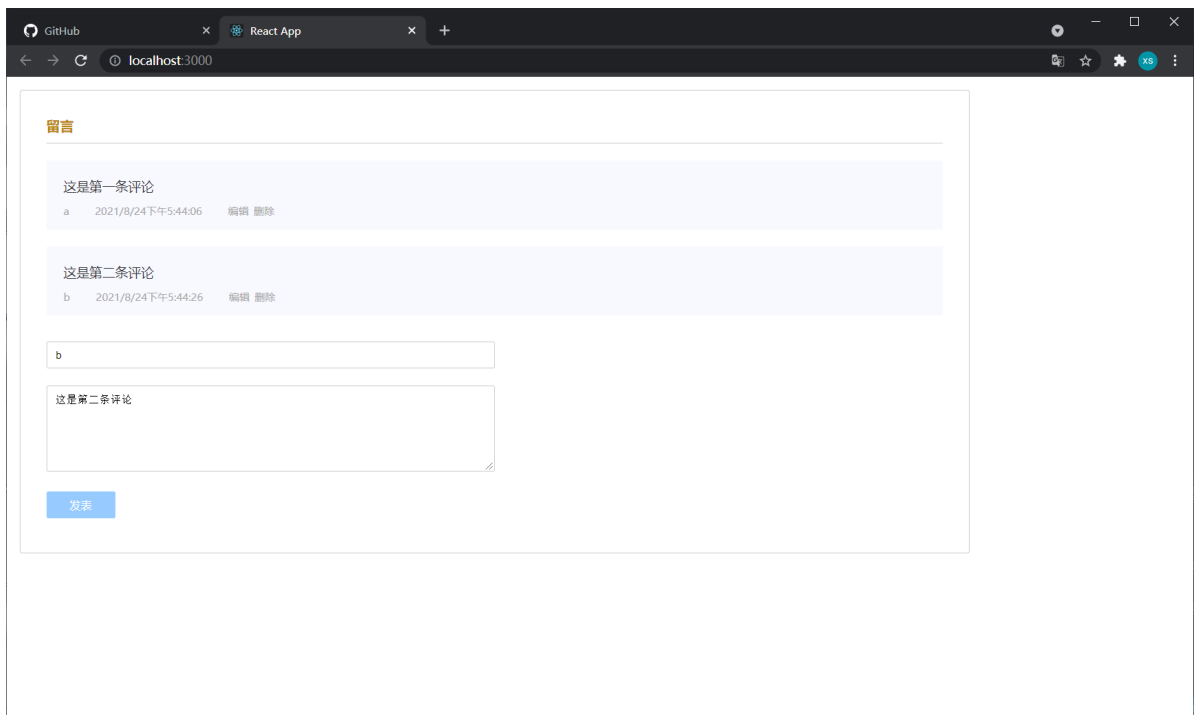 GitHub
React App
localhost:3000
XS
留言
这是第一条评论
a 2021/8/24下午5:44:06 编辑 删除
这是第二条评论
b 2021/8/24下午5:44:26 编辑 删除
b
这是第二条评论
发表